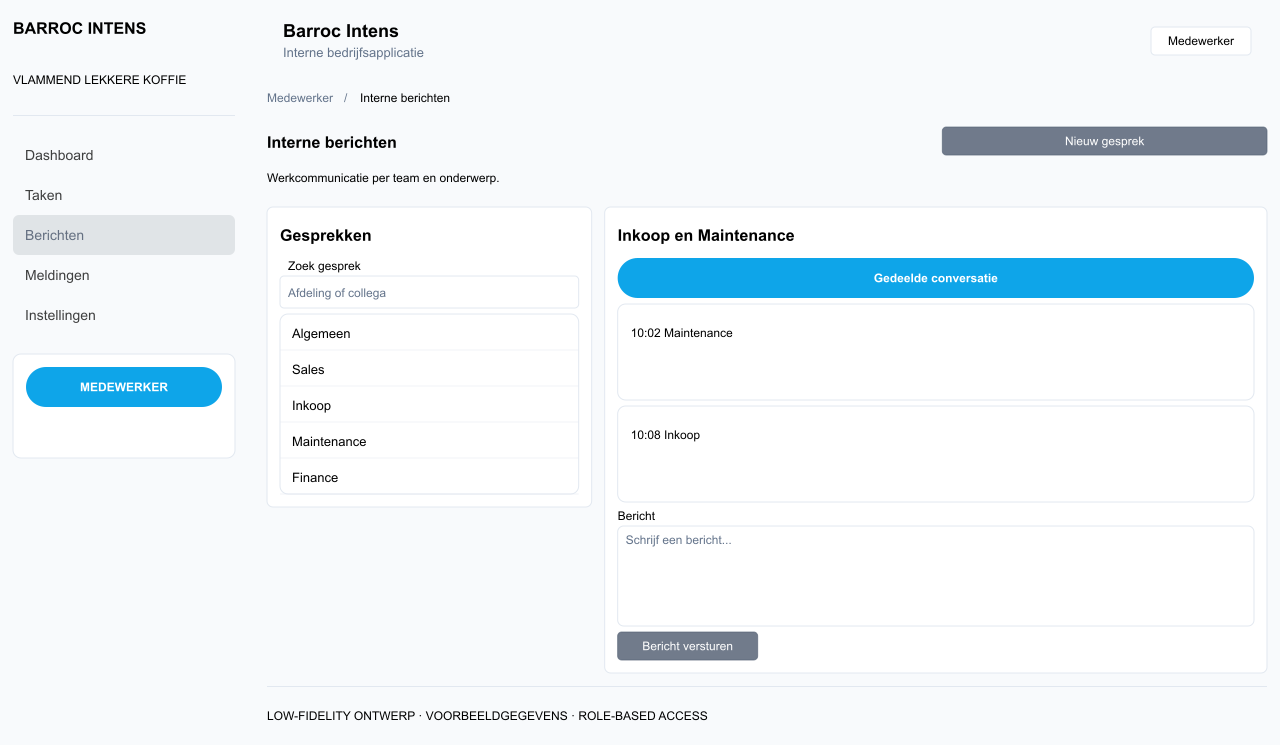 BARROC INTENS
VLAMMEND LEKKERE KOFFIE
Dashboard
Taken
Berichten
Meldingen
Instellingen
MEDEWERKER
Barroc Intens
Interne bedrijfsapplicatie
Medewerker
Medewerker / Interne berichten
Interne berichten
Nieuw gesprek
Werkcommunicatie per team en onderwerp.
Gesprekken
Zoek gesprek
Afdeling of collega
Algemeen
Sales
Inkoop
Maintenance
Finance
Inkoop en Maintenance
Gedeelde conversatie
10:02 Maintenance
10:08 Inkoop
Bericht
Schrijf een bericht...
Bericht versturen
LOW-FIDELITY ONTWERP · VOORBEELDGEGEVENS · ROLE-BASED ACCESS